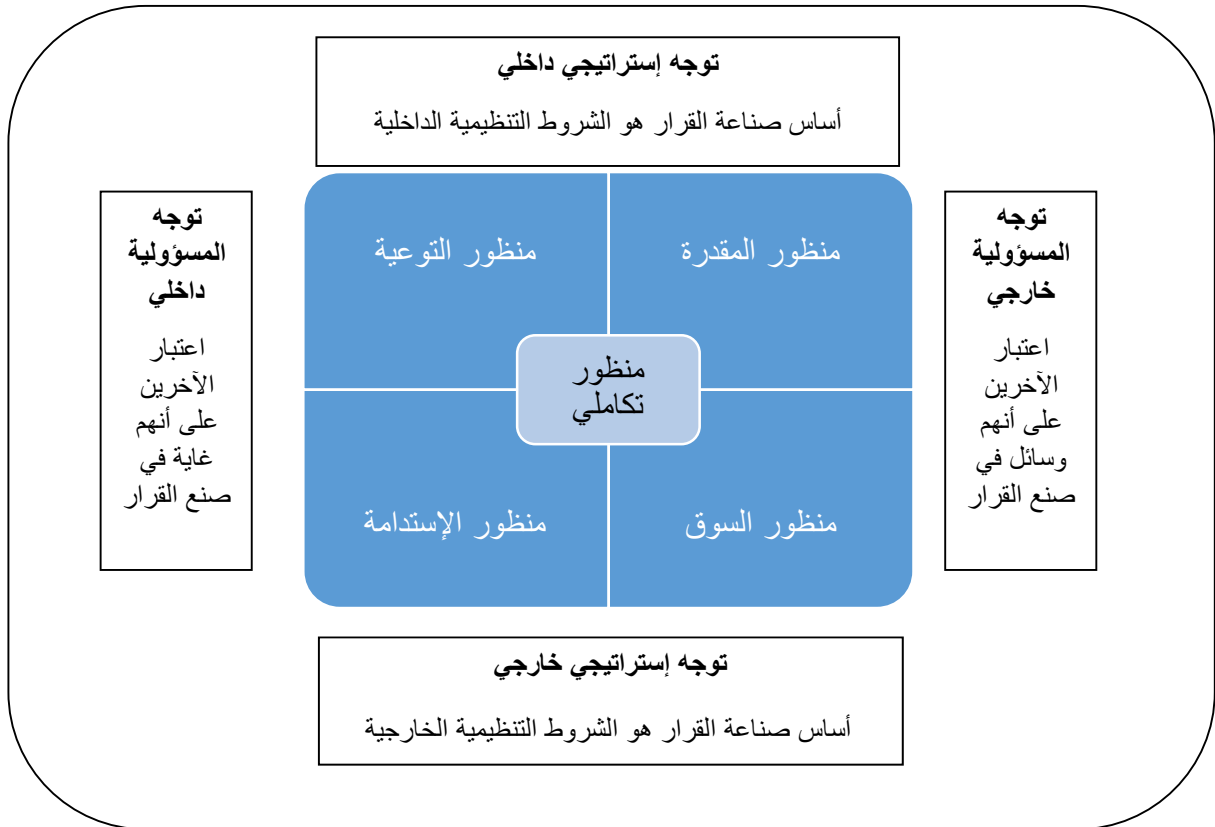 توجه إستراتيجي داخلي
أساس صناعة القرار هو الشروط التنظيمية الداخلية
توجه
المسؤولية
خارجي
اعتبار
الآخرين
على أنهم
وسائل في
صنع القرار
منظور المقدرة
منظور التوعية
توجه
المسؤولية
داخلي
اعتبار
الآخرين
على أنهم
غاية في
صنع القرار
منظور
تكاملي
منظور السوق
منظور الإستدامة
توجه إستراتيجي خارجي
أساس صناعة القرار هو الشروط التنظيمية الخارجية